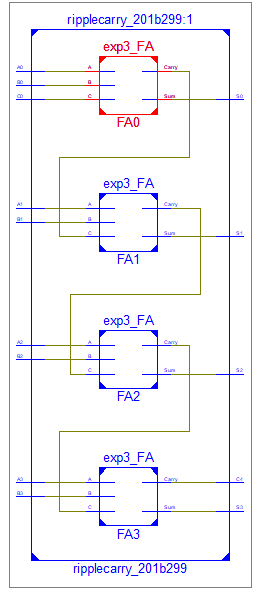 ripplecarry_201b299:1
exp3_FA
A0 A Carry
B0 B
C0 C Sum S0
FA0
exp3_FA
A1 A Carry
B1 B
C Sum S1
FA1
exp3_FA
A2 A Carry
B2 B
C Sum S2
FA2
exp3_FA
A3 A Carry C4
B3 B
C Sum S3
FA3
ripplecarry_201b299